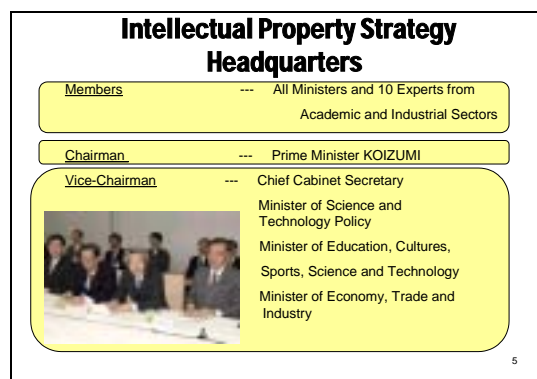 Intellectual Property Strategy
Headquarters
Members --- All Ministers and 10 Experts from
Academic and Industrial Sectors
Chairman --- Prime Minister KOIZUMI
Vice-Chairman --- Chief Cabinet Secretary
Minister of Science and
Technology Policy
Minister of Education, Cultures,
Sports, Science and Technology
Minister of Economy, Trade and
Industry
5